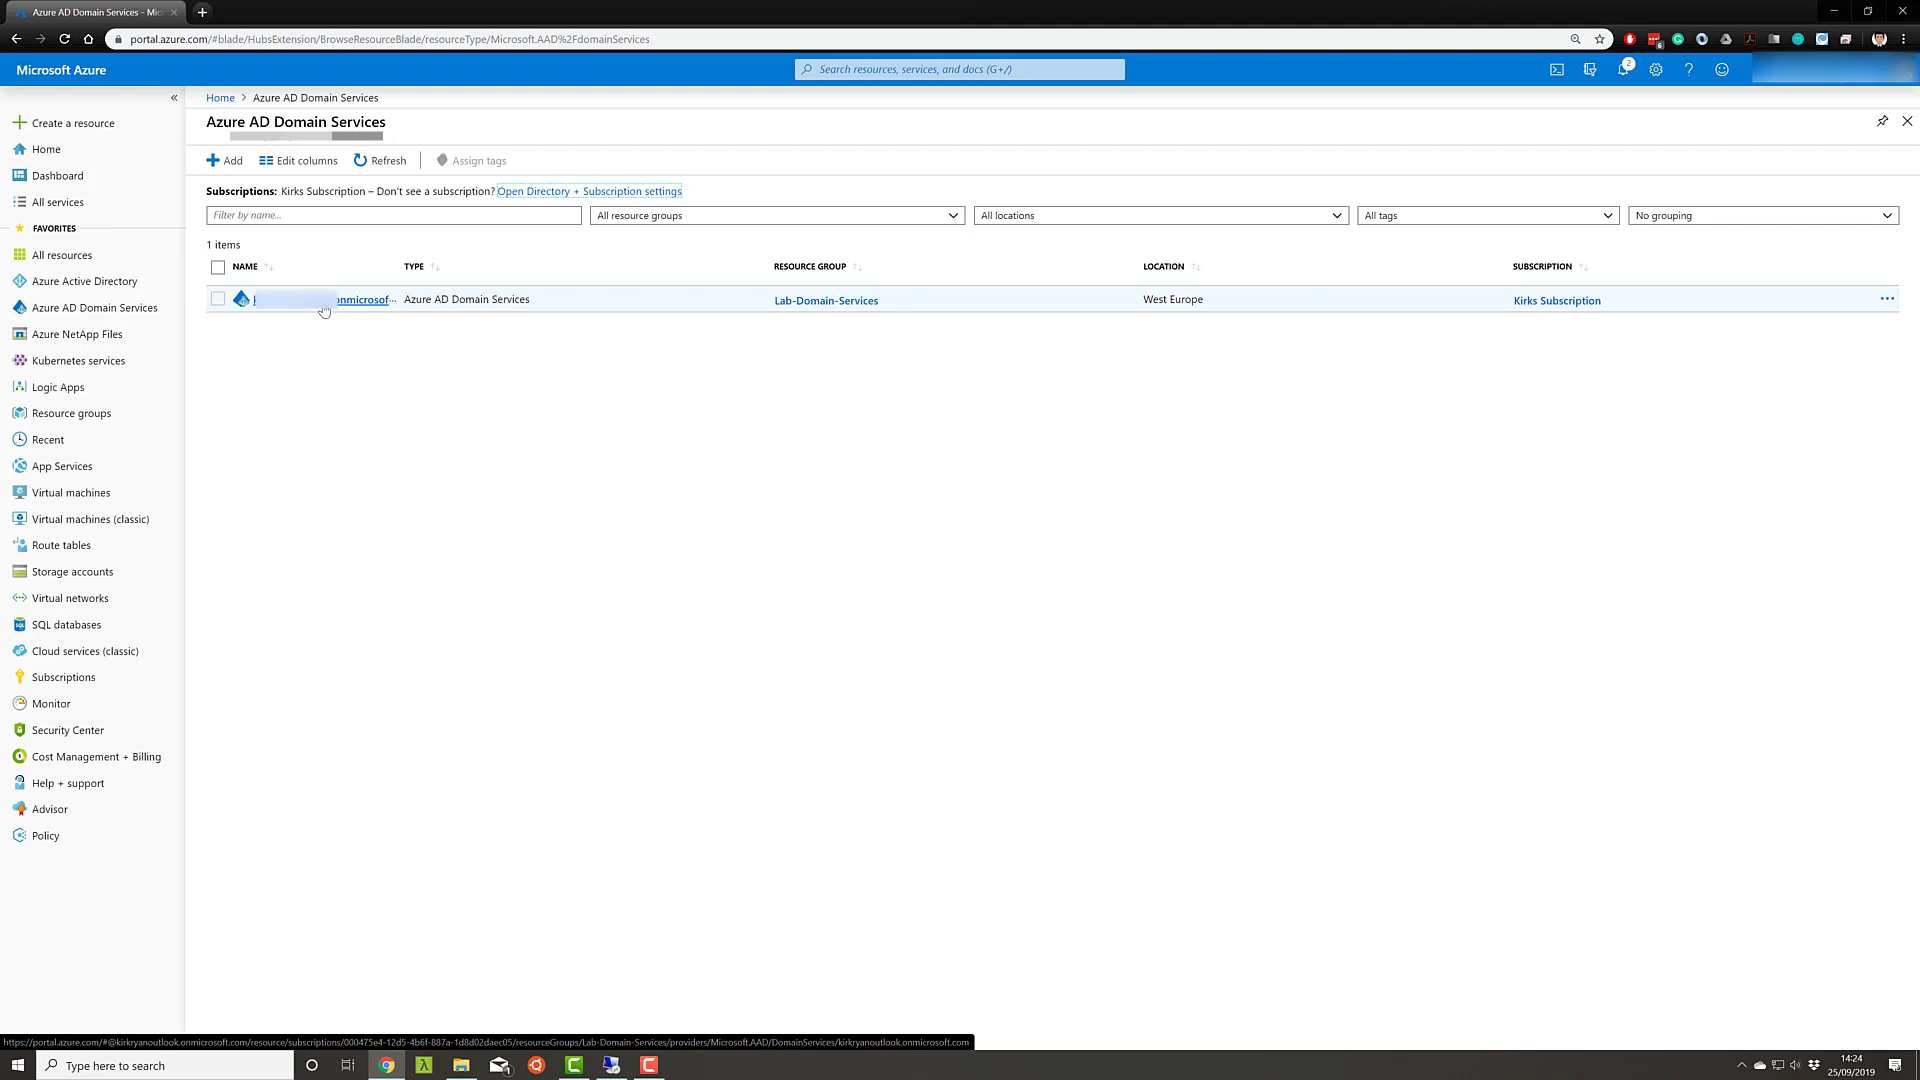 Azure AD Domain Services - Mic
portal.azure.com/#blade/HubsExtension/BrowseResourceBlade/resourceType/Microsoft.AAD%2FdomainServices
Microsoft Azure
Search resources, services, and docs (G+/)
2
Home > Azure AD Domain Services
Azure AD Domain Services
Add
Edit columns
Refresh
Assign tags
Subscriptions: Kirks Subscription – Don't see a subscription? Open Directory + Subscription settings
Filter by name...
All resource groups
All locations
All tags
No grouping
1 items
NAME
TYPE
RESOURCE GROUP
LOCATION
SUBSCRIPTION
onmicrosof...
Azure AD Domain Services
Lab-Domain-Services
West Europe
Kirks Subscription
Create a resource
Home
Dashboard
All services
FAVORITES
All resources
Azure Active Directory
Azure AD Domain Services
Azure NetApp Files
Kubernetes services
Logic Apps
Resource groups
Recent
App Services
Virtual machines
Virtual machines (classic)
Route tables
Storage accounts
Virtual networks
SQL databases
Cloud services (classic)
Subscriptions
Monitor
Security Center
Cost Management + Billing
Help + support
Advisor
Policy
https://portal.azure.com/#@kirkryanoutlook.onmicrosoft.com/resource/subscriptions/000475e4-12d5-4b6f-887a-1d8d02daec05/resourceGroups/Lab-Domain-Services/providers/Microsoft.AAD/DomainServices/kirkryanoutlook.onmicrosoft.com
Type here to search
14:24
25/09/2019